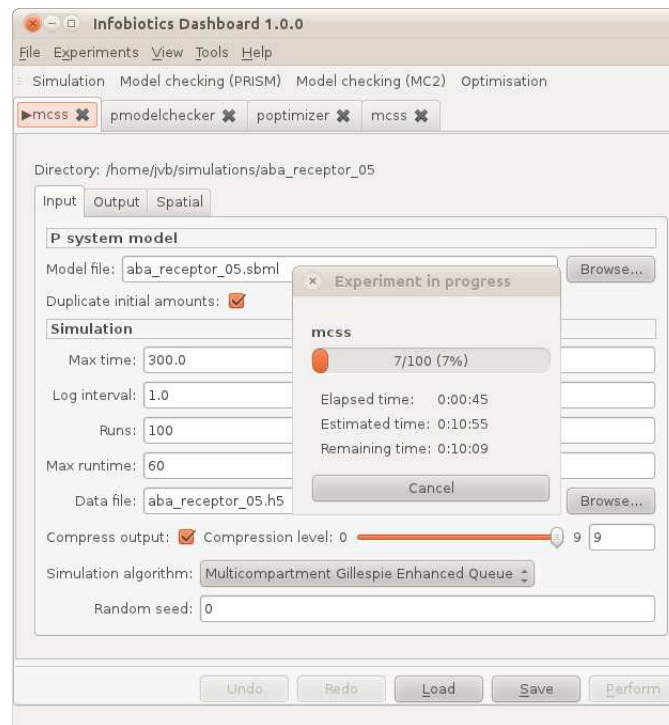 Infobiotics Dashboard 1.0.0
File Experiments View Tools Help
Simulation Model checking (PRISM) Model checking (MC2) Optimisation
mcss pmodelchecker poptimizer mcss
Directory: /home/jvb/simulations/aba_receptor_05
Input Output Spatial
P system model
Model file: aba_receptor_05.sbml Browse...
Duplicate initial amounts:
Simulation
Max time: 300.0
Log interval: 1.0
Runs: 100
Max runtime: 60
Data file: aba_receptor_05.h5 Browse...
Experiment in progress
mcss
7/100 (7%)
Elapsed time: 0:00:45
Estimated time: 0:10:55
Remaining time: 0:10:09
Cancel
Compress output: Compression level: 0 9 9
Simulation algorithm: Multicompartment Gillespie Enhanced Queue
Random seed: 0
Undo Redo Load Save Perform